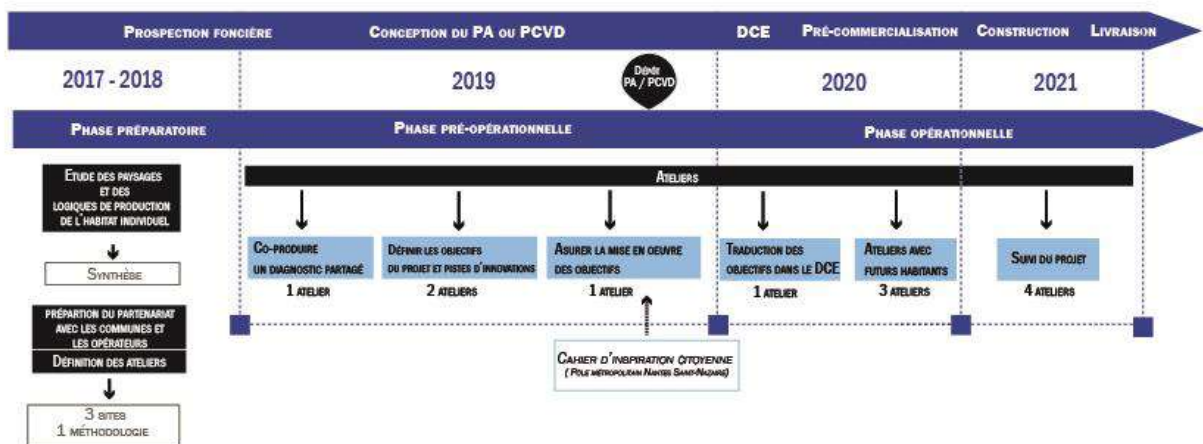 PROSPECTION FONCIÈRE CONCEPTION DU PA OU PCVD DCE PRÉ-COMMERCIALISATION CONSTRUCTION LIVRAISON
2017 - 2018 2019 2020 2021
Dépôt
PA / PCVD
PHASE PRÉPARATOIRE PHASE PRÉ-OPÉRATIONNELLE PHASE OPÉRATIONNELLE
ETUDE DES PAYSAGES
ET DES
LOGIQUES DE PRODUCTION
DE L'HABITAT INDIVIDUEL
SYNTHÈSE
PRÉPARTION DU PARTENARIAT
AVEC LES COMMUNES ET
LES OPÉRATEURS
DÉFINITION DES ATELIERS
3 SITES
1 MÉTHODOLOGIE
ATELIERS
CO-PRODUIRE
UN DIAGNOSTIC PARTAGÉ
1 ATELIER
DÉFINIR LES OBJECTIFS
DU PROJET ET PISTES D'INNOVATIONS
2 ATELIERS
ASURER LA MISE EN OEUVRE
DES OBJECTIFS
1 ATELIER
TRADUCTION DES
OBJECTIFS DANS LE DCE
1 ATELIER
ATELIERS AVEC
FUTURS HABITANTS
3 ATELIERS
SUIVI DU PROJET
4 ATELIERS
CAHIER D'INSPIRATION CITOYENNE
( PÔLE MÉTROPOLITAIN NANTES SAINT-NAZAIRE)